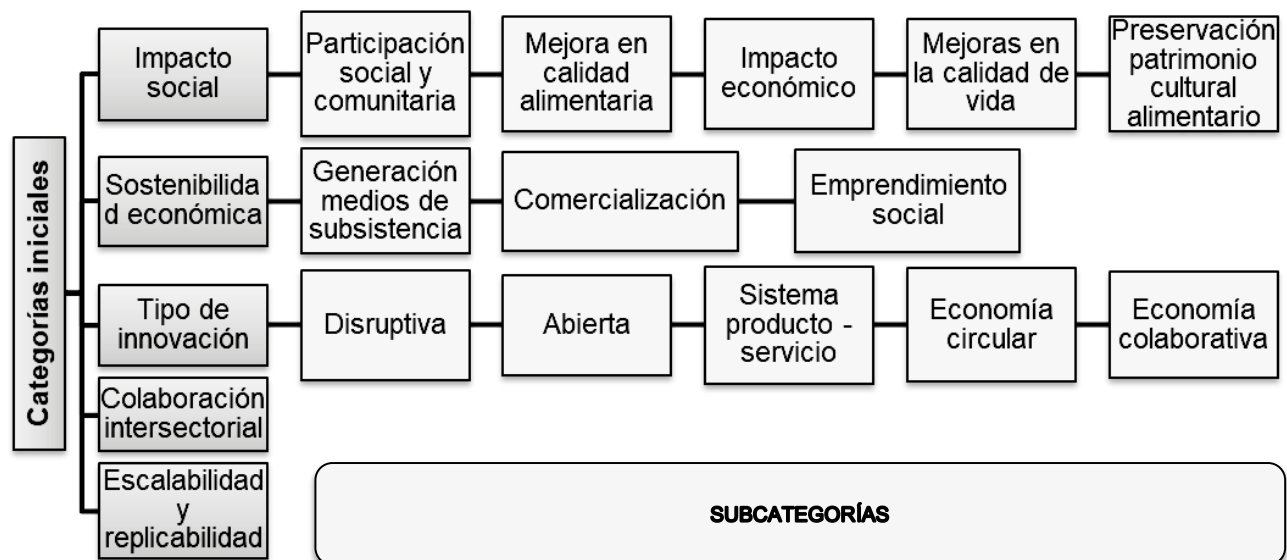 Categorías iniciales
Impacto
social
Participación
social y
comunitaria
Mejora en
calidad
alimentaria
Impacto
económico
Mejoras en
la calidad de
vida
Preservación
patrimonio
cultural
alimentario
Sostenibilida
d económica
Generación
medios de
subsistencia
Comercialización
Emprendimiento
social
Tipo de
innovación
Disruptiva
Abierta
Sistema
producto -
servicio
Economía
circular
Economía
colaborativa
Colaboración
intersectorial
Escalabilidad
y
replicabilidad
SUBCATEGORÍAS